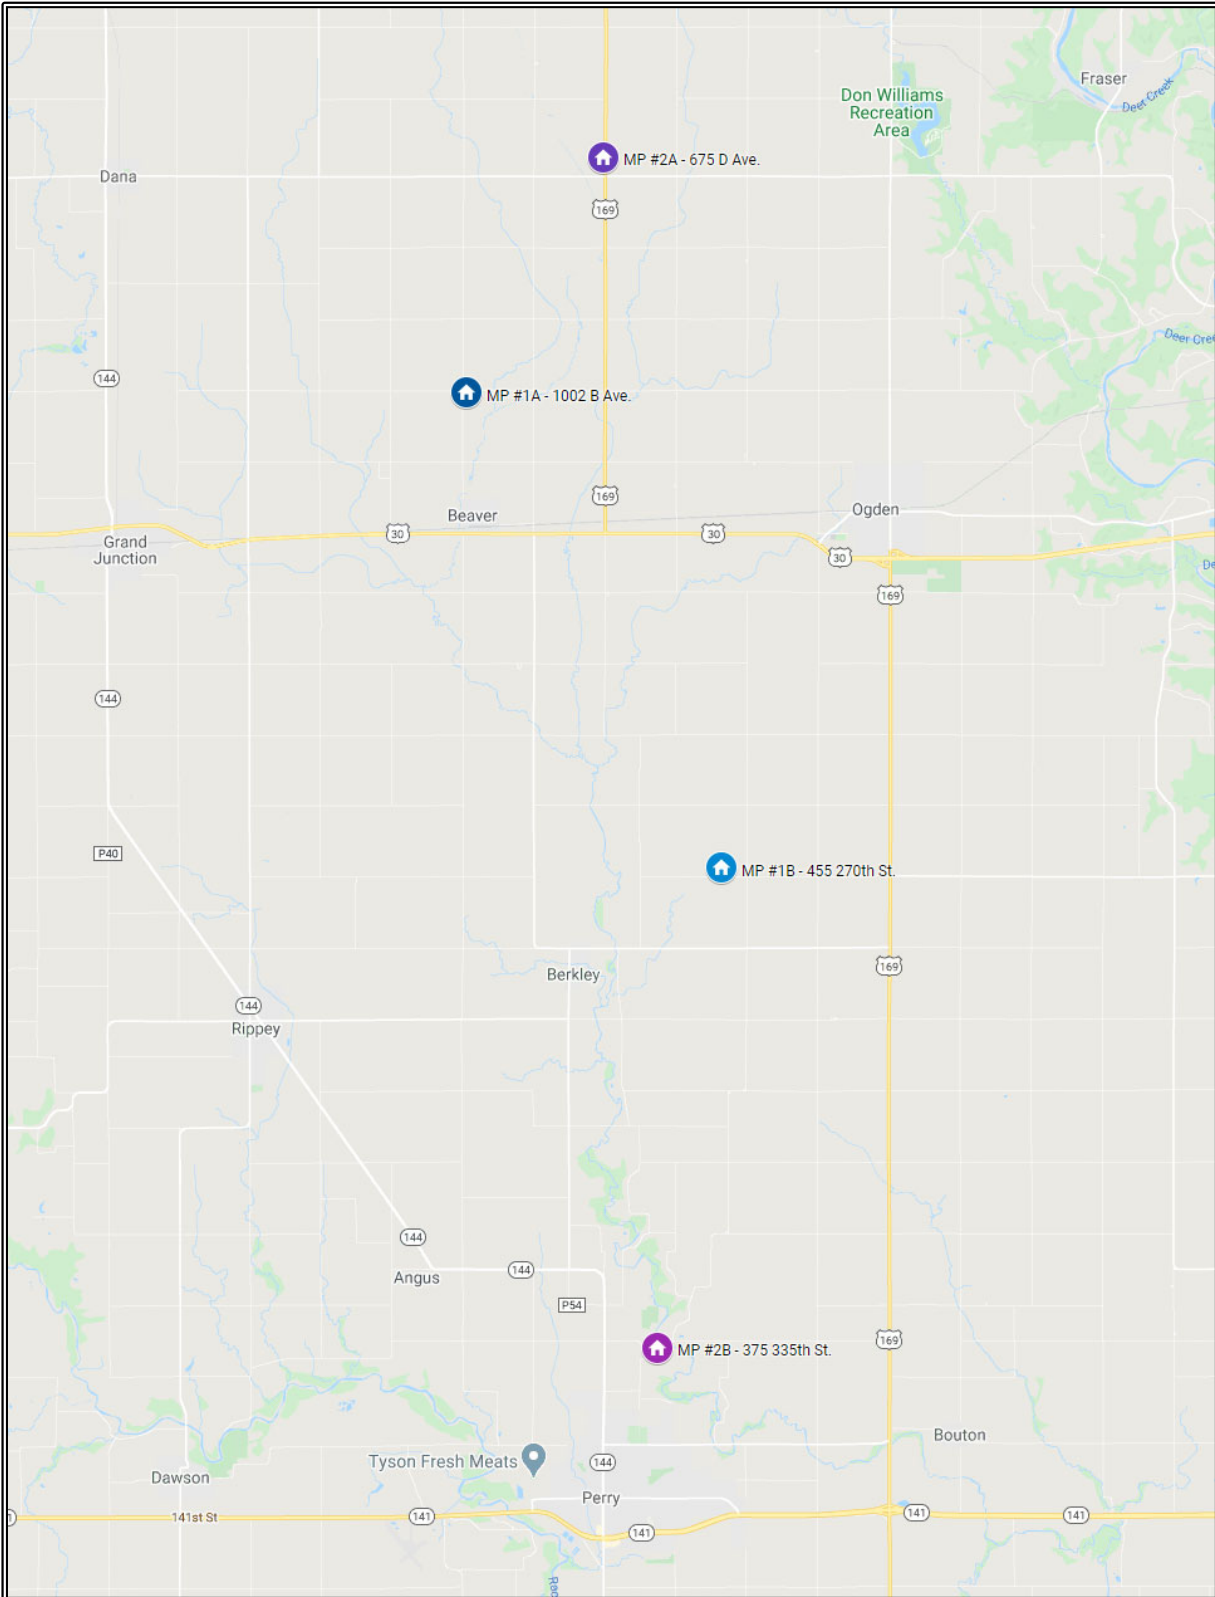 Fraser
Deer Creek
Don Williams
Recreation
Area
MP #2A - 675 D Ave.
Dana
169
Deer Cree
144
MP #1A - 1002 B Ave.
169
Beaver
Ogden
30
30
Grand
Junction
30
De
169
144
P40
MP #1B - 455 270th St.
169
Berkley
144
Rippey
144
144
Angus
P54
169
MP #2B - 375 335th St.
Bouton
Tyson Fresh Meats
144
Dawson
Perry
141st St
141
141
141
141
Rac